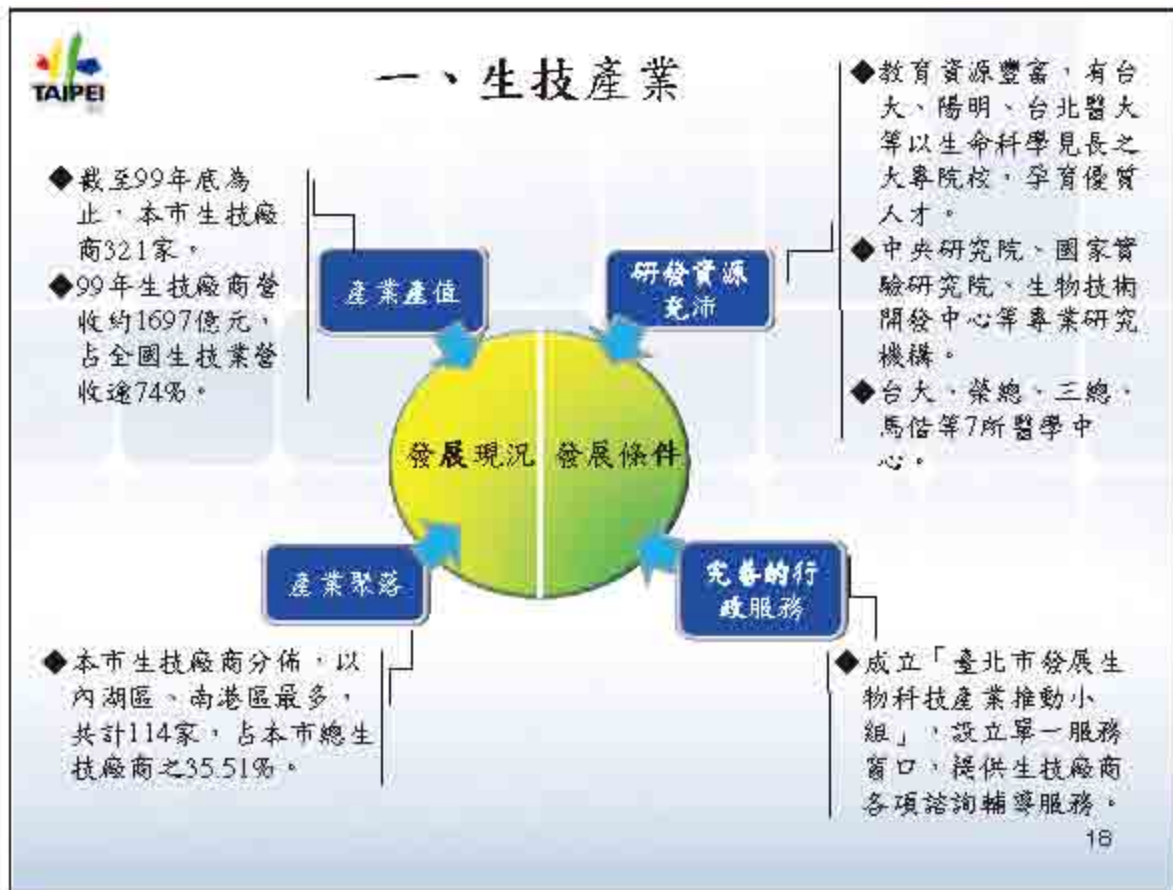 TAIPEI
一、生技產業
◆截至99年底為
止，本市生技廠
商321家。
◆99年生技廠商營
收約1697億元，
占全國生技業營
收逾74%。
產業產值
研發資源
充沛
◆教育資源豐富，有台
大、陽明、台北醫大
等以生命科學見長之
大專院校，孕育優質
人才。
◆中央研究院、國家實
驗研究院、生物技術
開發中心等專業研究
機構。
◆台大、榮總、三總、
馬偕等7所醫學中
心。
發展現況
發展條件
產業聚落
完善的行
政服務
◆本市生技廠商分佈，以
內湖區、南港區最多，
共計114家，占本市總生
技廠商之35.51%。
◆成立「臺北市發展生
物科技產業推動小
組」，設立單一服務
窗口，提供生技廠商
各項諮詢輔導服務。
18